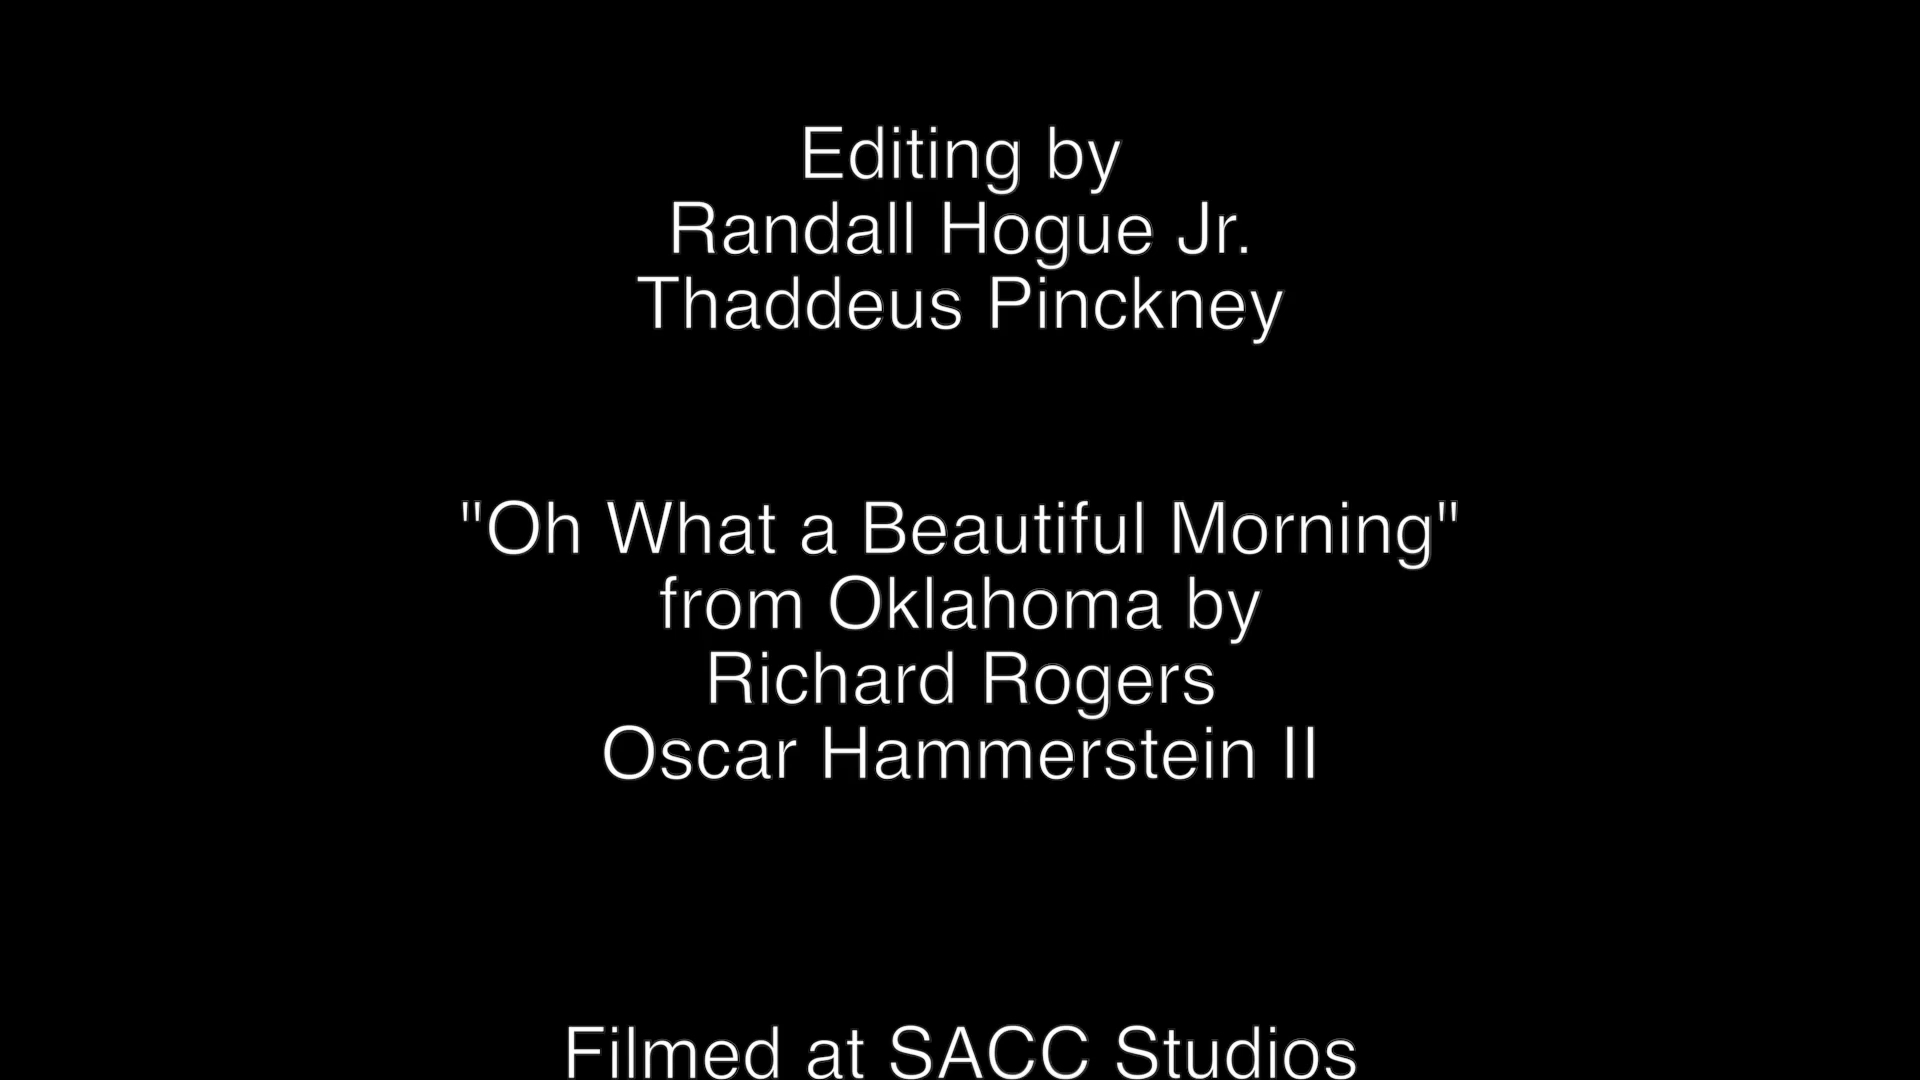 Editing by
Randall Hogue Jr.
Thaddeus Pinckney
"Oh What a Beautiful Morning"
from Oklahoma by
Richard Rogers
Oscar Hammerstein II
Filmed at SACC Studios